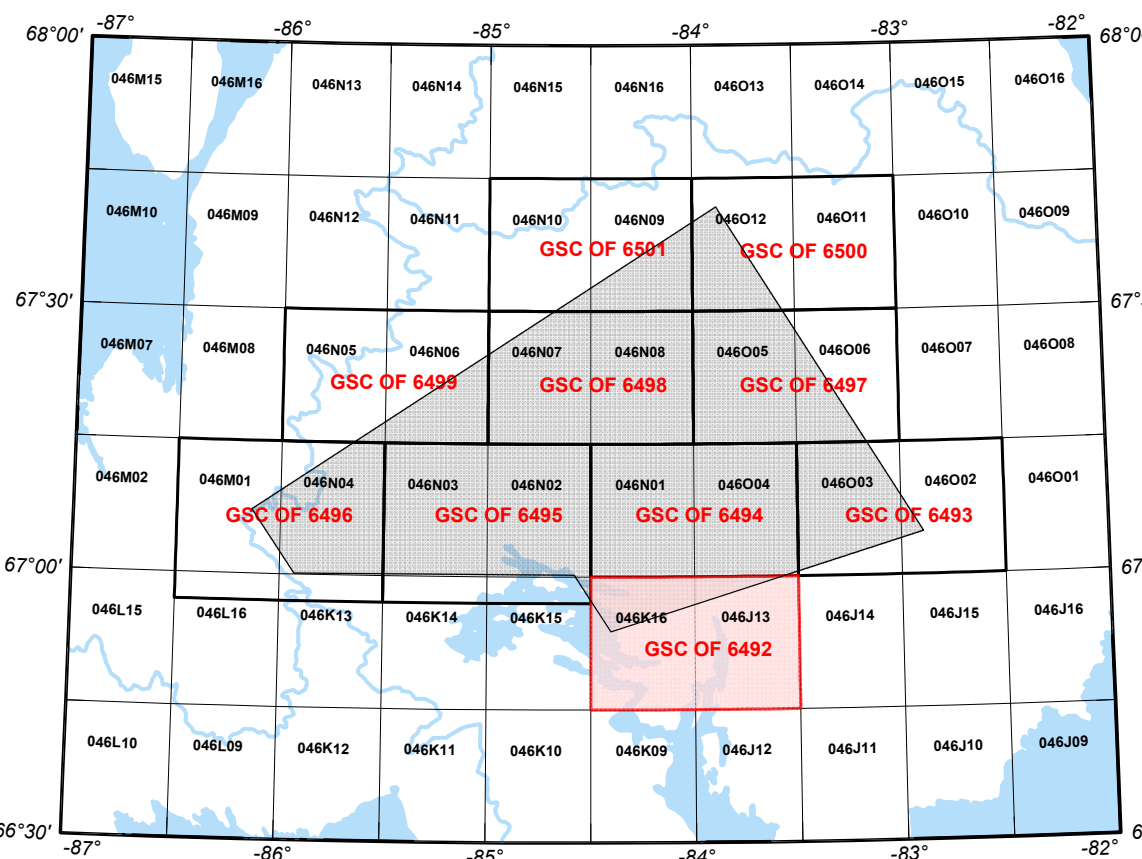 -87° -86° -85° -84° -83° -82°
68°00' 68°0
046M15 046M16 046N13 046N14 046N15 046N16 046O13 046O14 046O15 046O16
046M10 046M09 046N12 046N11 046N10 046N09 046O12 046O11 046O10 046O09
GSC OF 6501 GSC OF 6500
67°30' 67°
046M07 046M08 046N05 046N06 046N07 046N08 046O05 046O06 046O07 046O08
GSC OF 6499 GSC OF 6498 GSC OF 6497
046M02 046M01 046N04 046N03 046N02 046N01 046O04 046O03 046O02 046O01
GSC OF 6496 GSC OF 6495 GSC OF 6494 GSC OF 6493
67°00' 67
046L15 046L16 046K13 046K14 046K15 046K16 046J13 046J14 046J15 046J16
GSC OF 6492
046L10 046L09 046K12 046K11 046K10 046K09 046J12 046J11 046J10 046J09
66°30' 6
-87° -86° -85° -84° -83° -82°